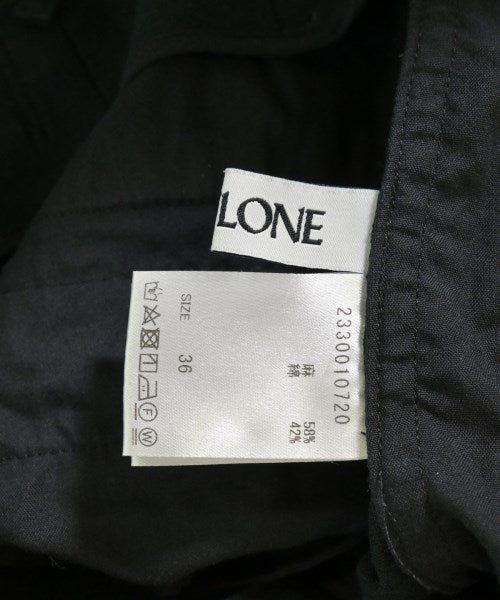 LONE
2330010720
麻 58%
綿 42%
SIZE 36
F
W